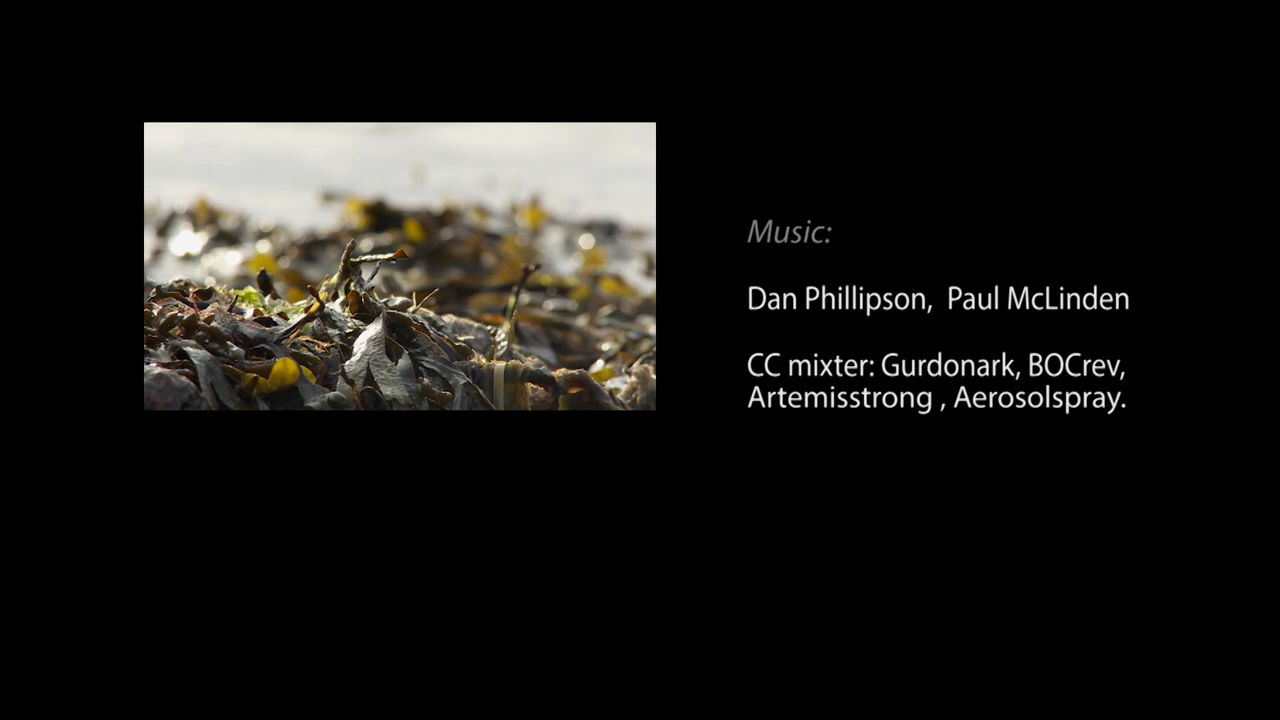 Music:
Dan Phillipson, Paul McLinden
CC mixter: Gurdonark, BOCrev,
Artemisstrong , Aerosolspray.